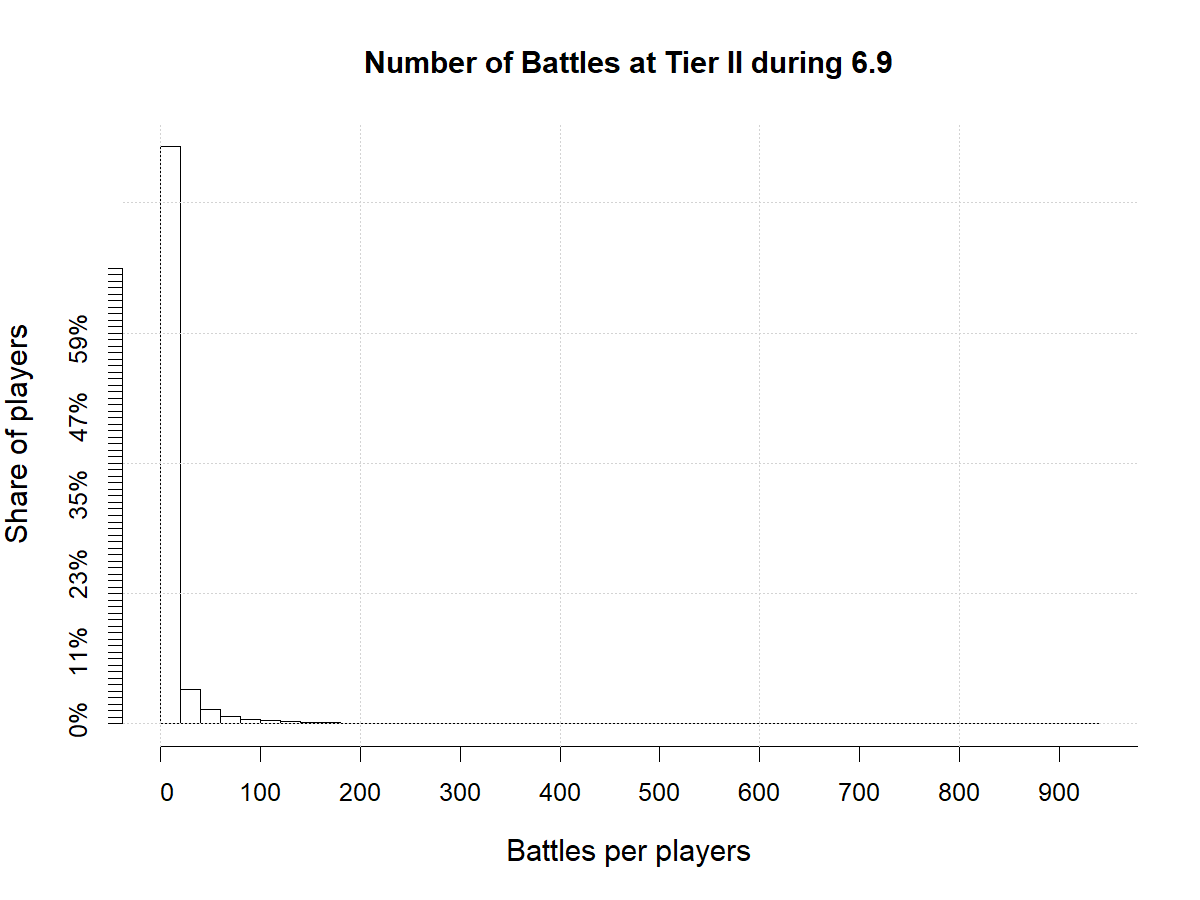 Number of Battles at Tier II during 6.9
Share of players
59%
47%
35%
23%
11%
0%
0 100 200 300 400 500 600 700 800 900
Battles per players